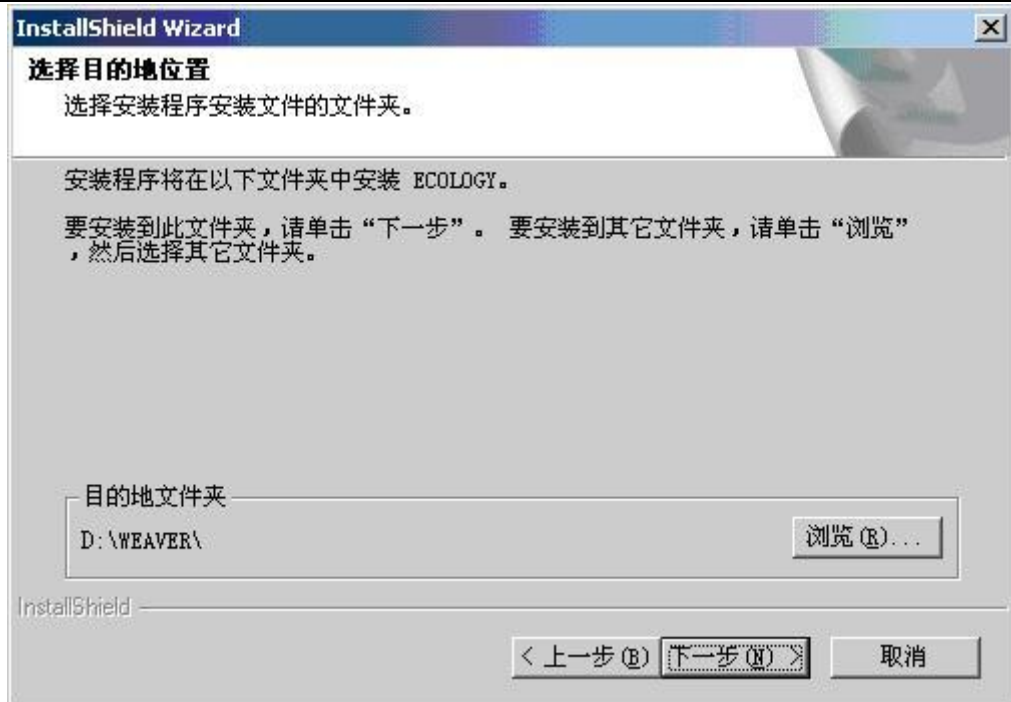 InstallShield Wizard
选择目的地位置
选择安装程序安装文件的文件夹。
安装程序将在以下文件夹中安装 ECOLOGY。
要安装到此文件夹，请单击“下一步”。 要安装到其它文件夹，请单击“浏览”
，然后选择其它文件夹。
目的地文件夹
D:\WEAVER\
浏览(R)...
InstallShield
< 上一步(B)
下一步(N) >
取消